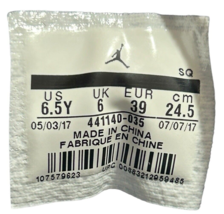 SQ
US UK EUR cm
6.5Y 6 39 24.5
05/03/17 441140-035 07/07/17
MADE IN CHINA
FABRIQUE EN CHINE
107579623